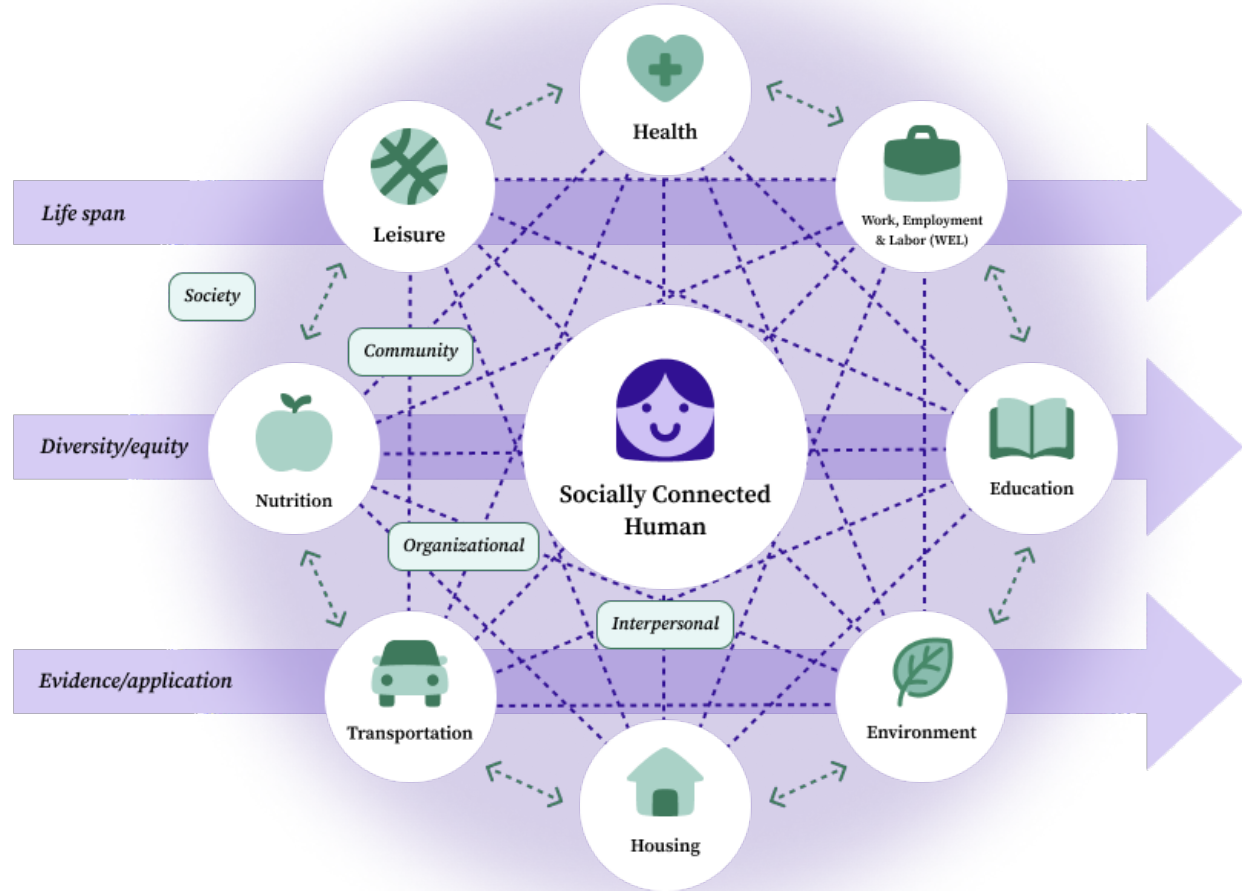 Health
Work, Employment
& Labor (WEL)
Life span
Leisure
Society
Community
Diversity/equity
Nutrition
Socially Connected
Human
Education
Organizational
Interpersonal
Evidence/application
Transportation
Environment
Housing